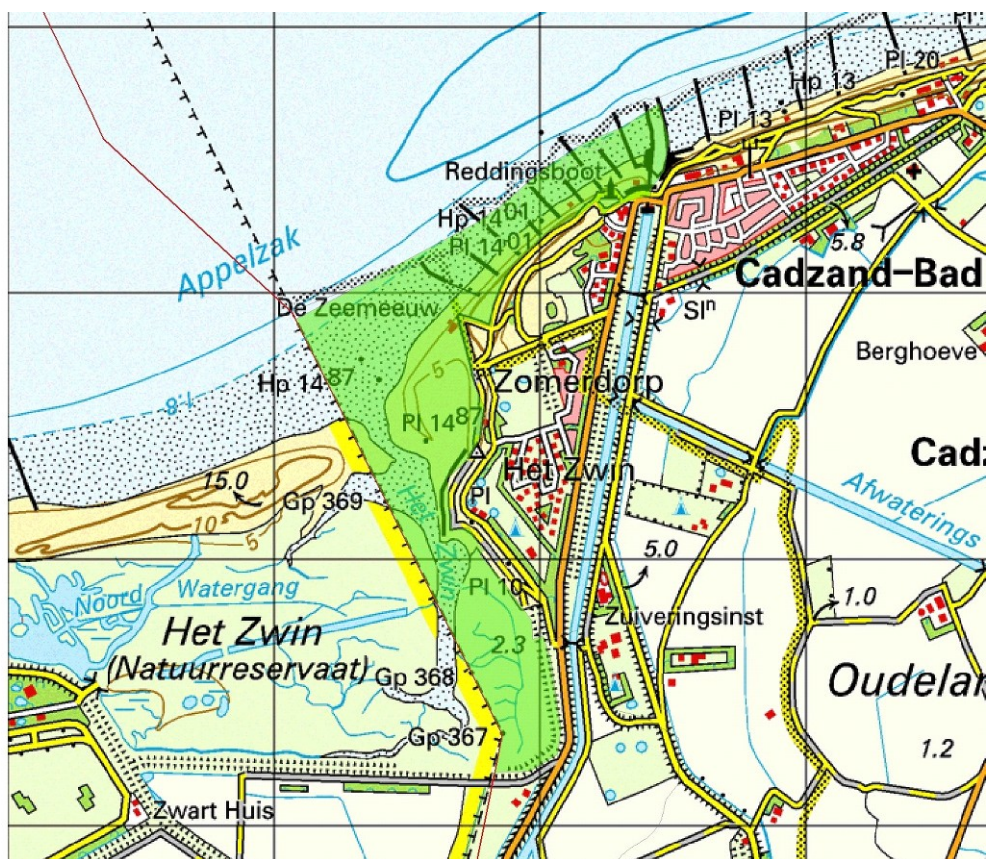 Pl 20
Hp 13
Pl 13
Reddingsboot
Hp 14⁰¹
Pl 14⁰¹
Appelzak
5.8
Cadzand–Bad
De Zeemeeuw
Slⁿ
Berghoeve
Zomerdorp
Hp 14⁸⁷
5
1.8
Pl 14⁸⁷
Het Zwin
15.0
Gp 369
10
5
Pl
Het Zwin
Afwaterings
5.0
Pl 10
Noord Watergang
1.0
Het Zwin
(Natuurreservaat)
Zuiveringsinst
2.3
Gp 368
Gp 367
1.2
Zwart Huis